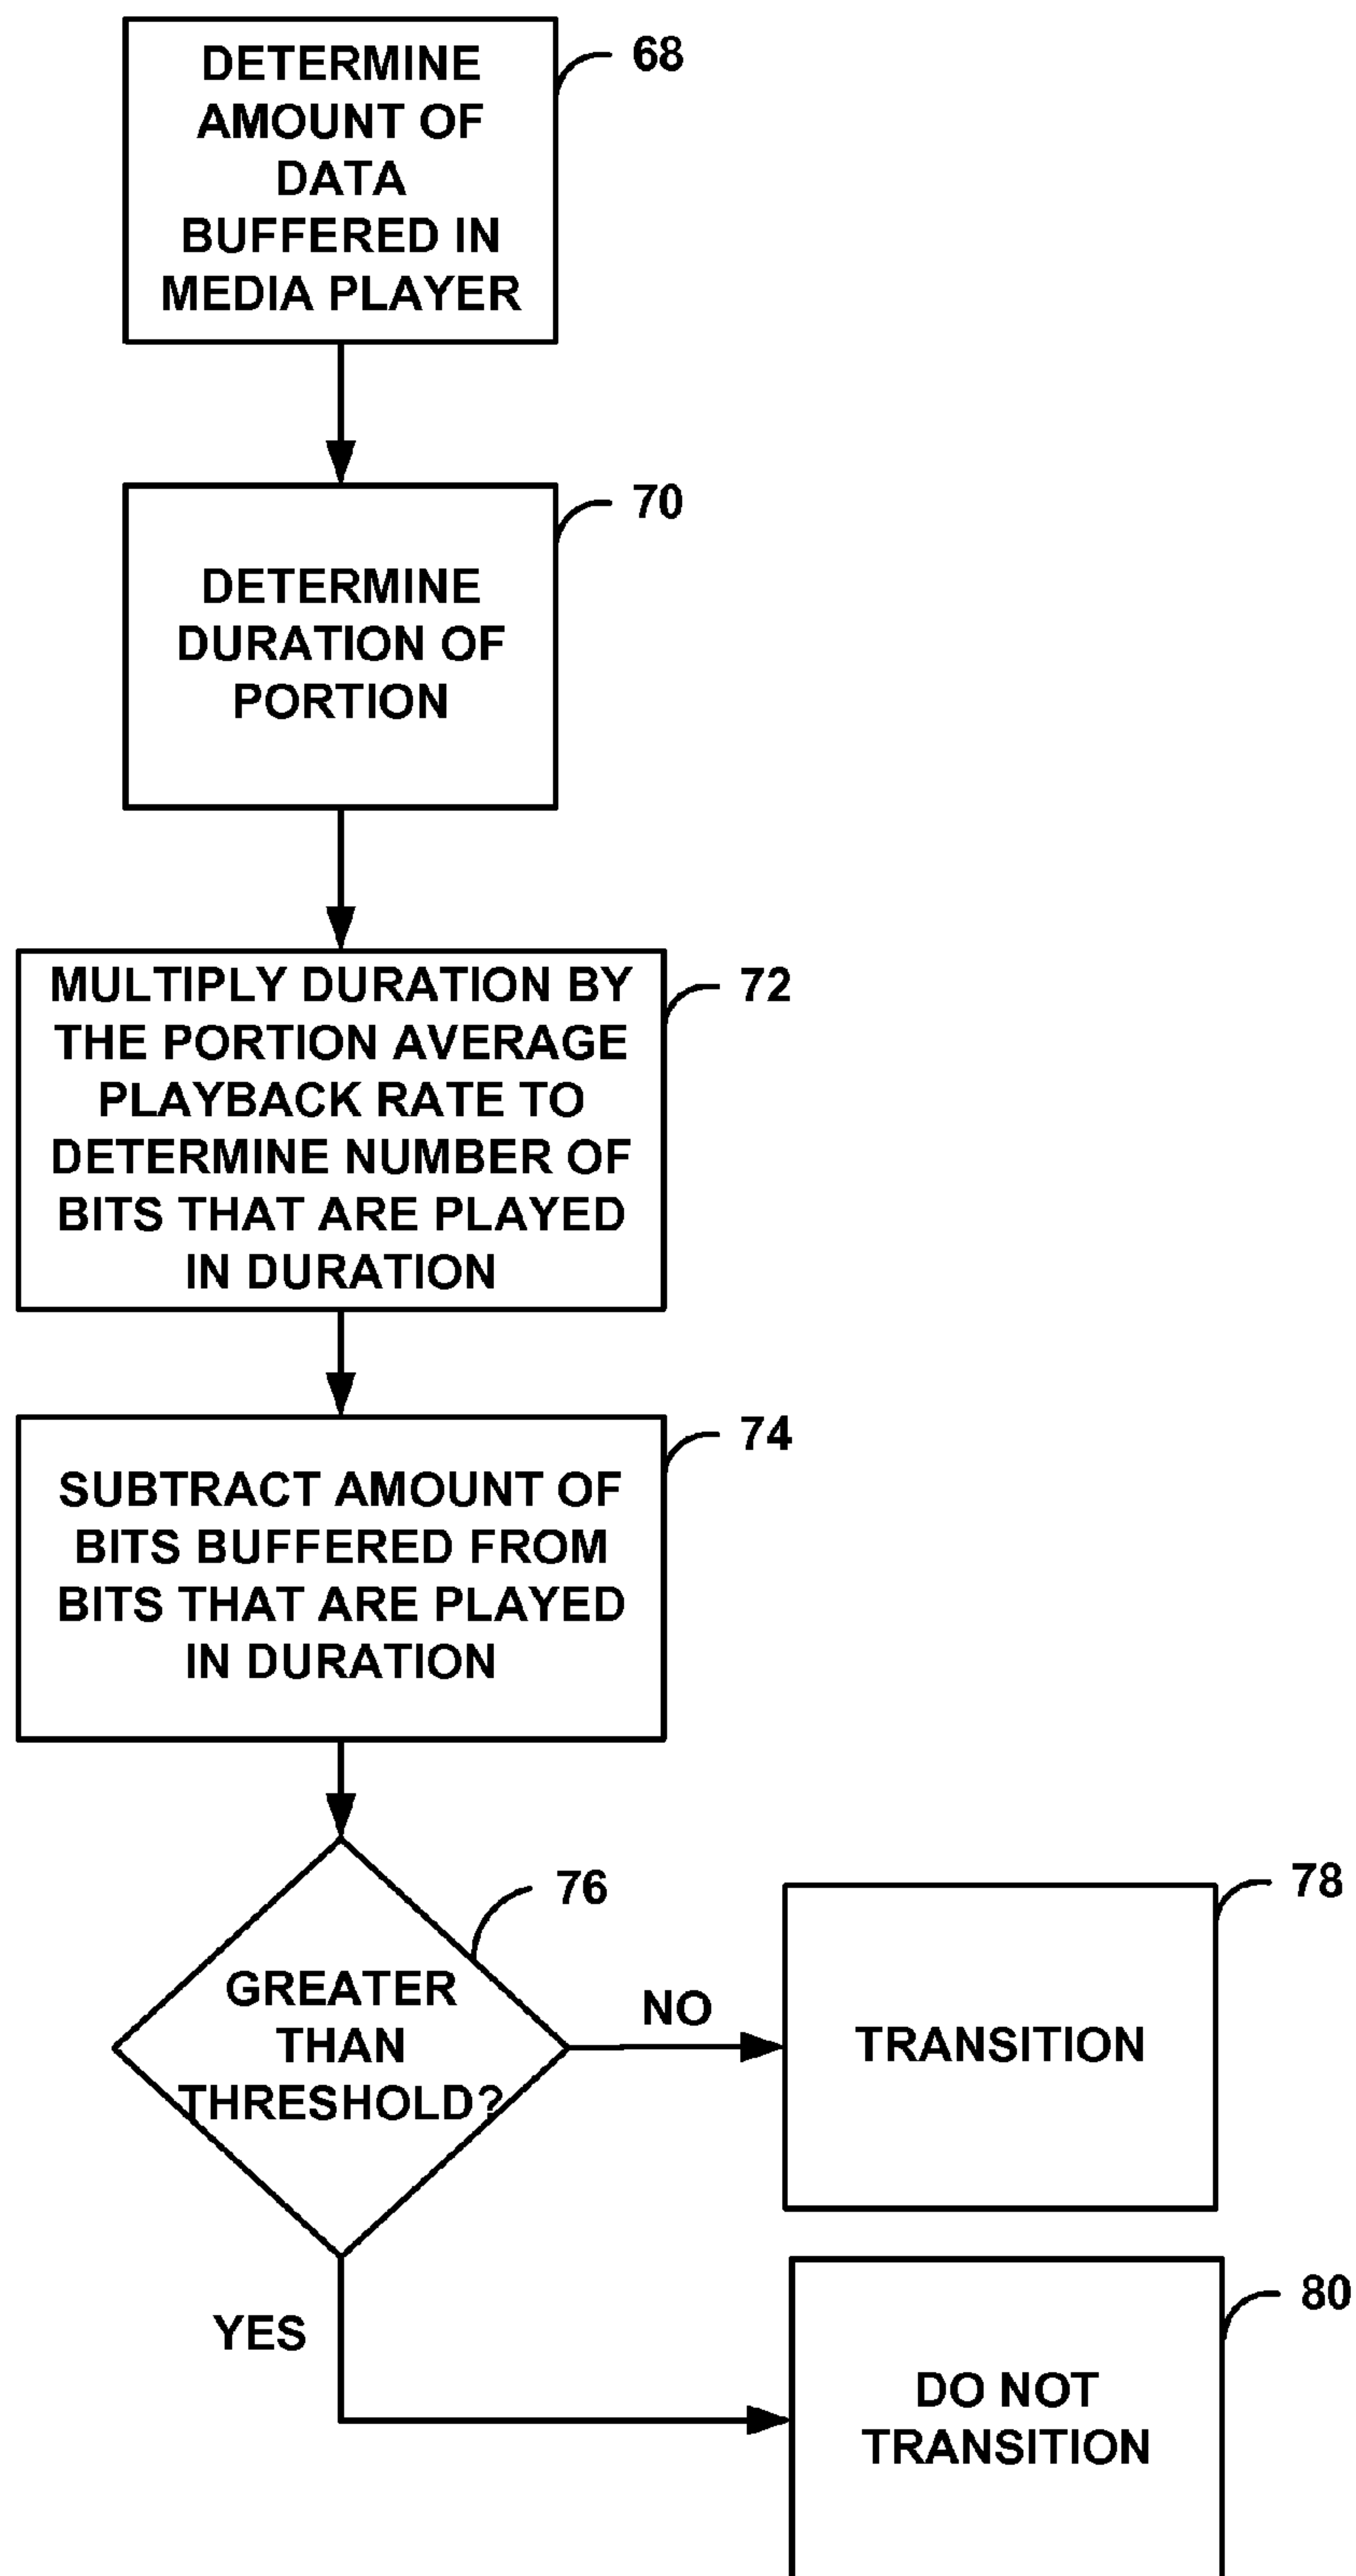 DETERMINE
AMOUNT OF
DATA
BUFFERED IN
MEDIA PLAYER
68
DETERMINE
DURATION OF
PORTION
70
MULTIPLY DURATION BY
THE PORTION AVERAGE
PLAYBACK RATE TO
DETERMINE NUMBER OF
BITS THAT ARE PLAYED
IN DURATION
72
SUBTRACT AMOUNT OF
BITS BUFFERED FROM
BITS THAT ARE PLAYED
IN DURATION
74
GREATER
THAN
THRESHOLD?
76
NO
TRANSITION
78
YES
DO NOT
TRANSITION
80